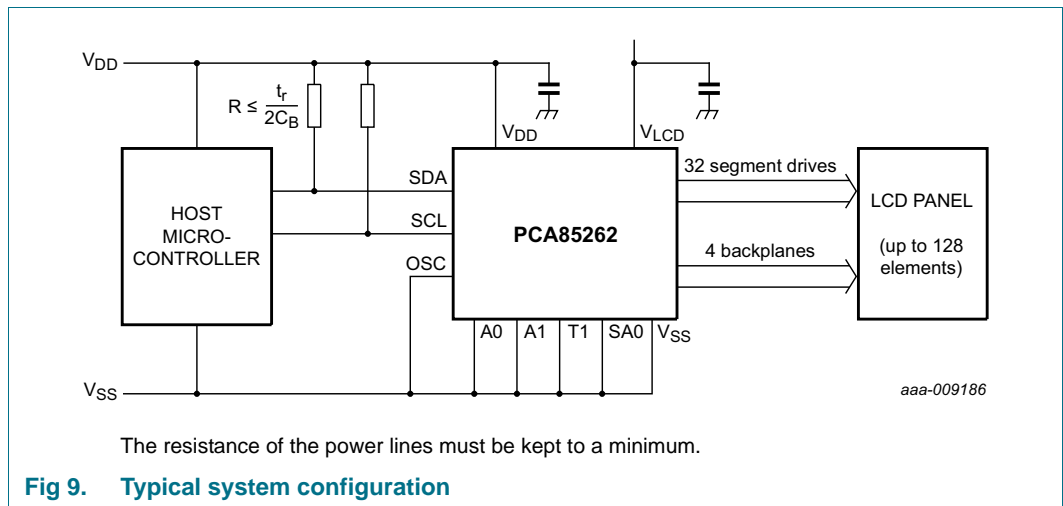 VDD
R ≤ tr
2CB
VDD
VLCD
HOST
MICRO-
CONTROLLER
SDA
SCL
OSC
PCA85262
32 segment drives
4 backplanes
LCD PANEL
(up to 128
elements)
A0 A1 T1 SA0 VSS
VSS
aaa-009186
The resistance of the power lines must be kept to a minimum.
Fig 9. Typical system configuration